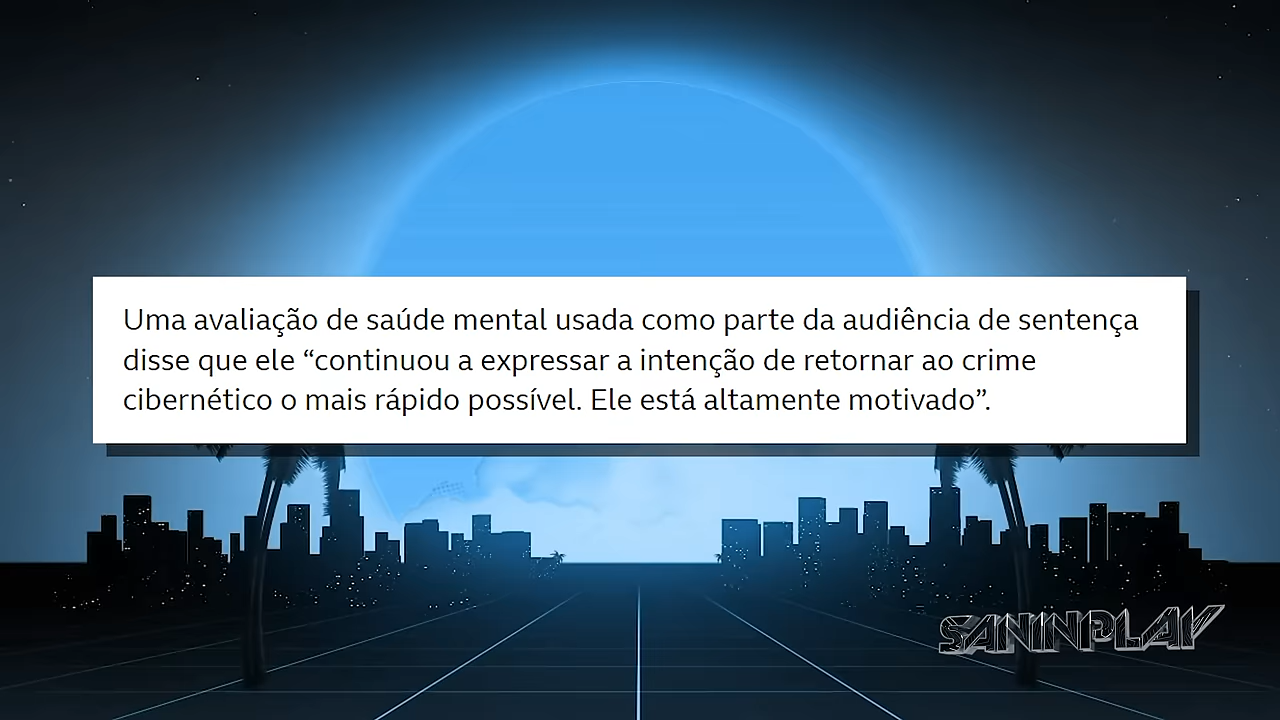 Uma avaliação de saúde mental usada como parte da audiência de sentença
disse que ele “continuou a expressar a intenção de retornar ao crime
cibernético o mais rápido possível. Ele está altamente motivado”.
SANINPLAY